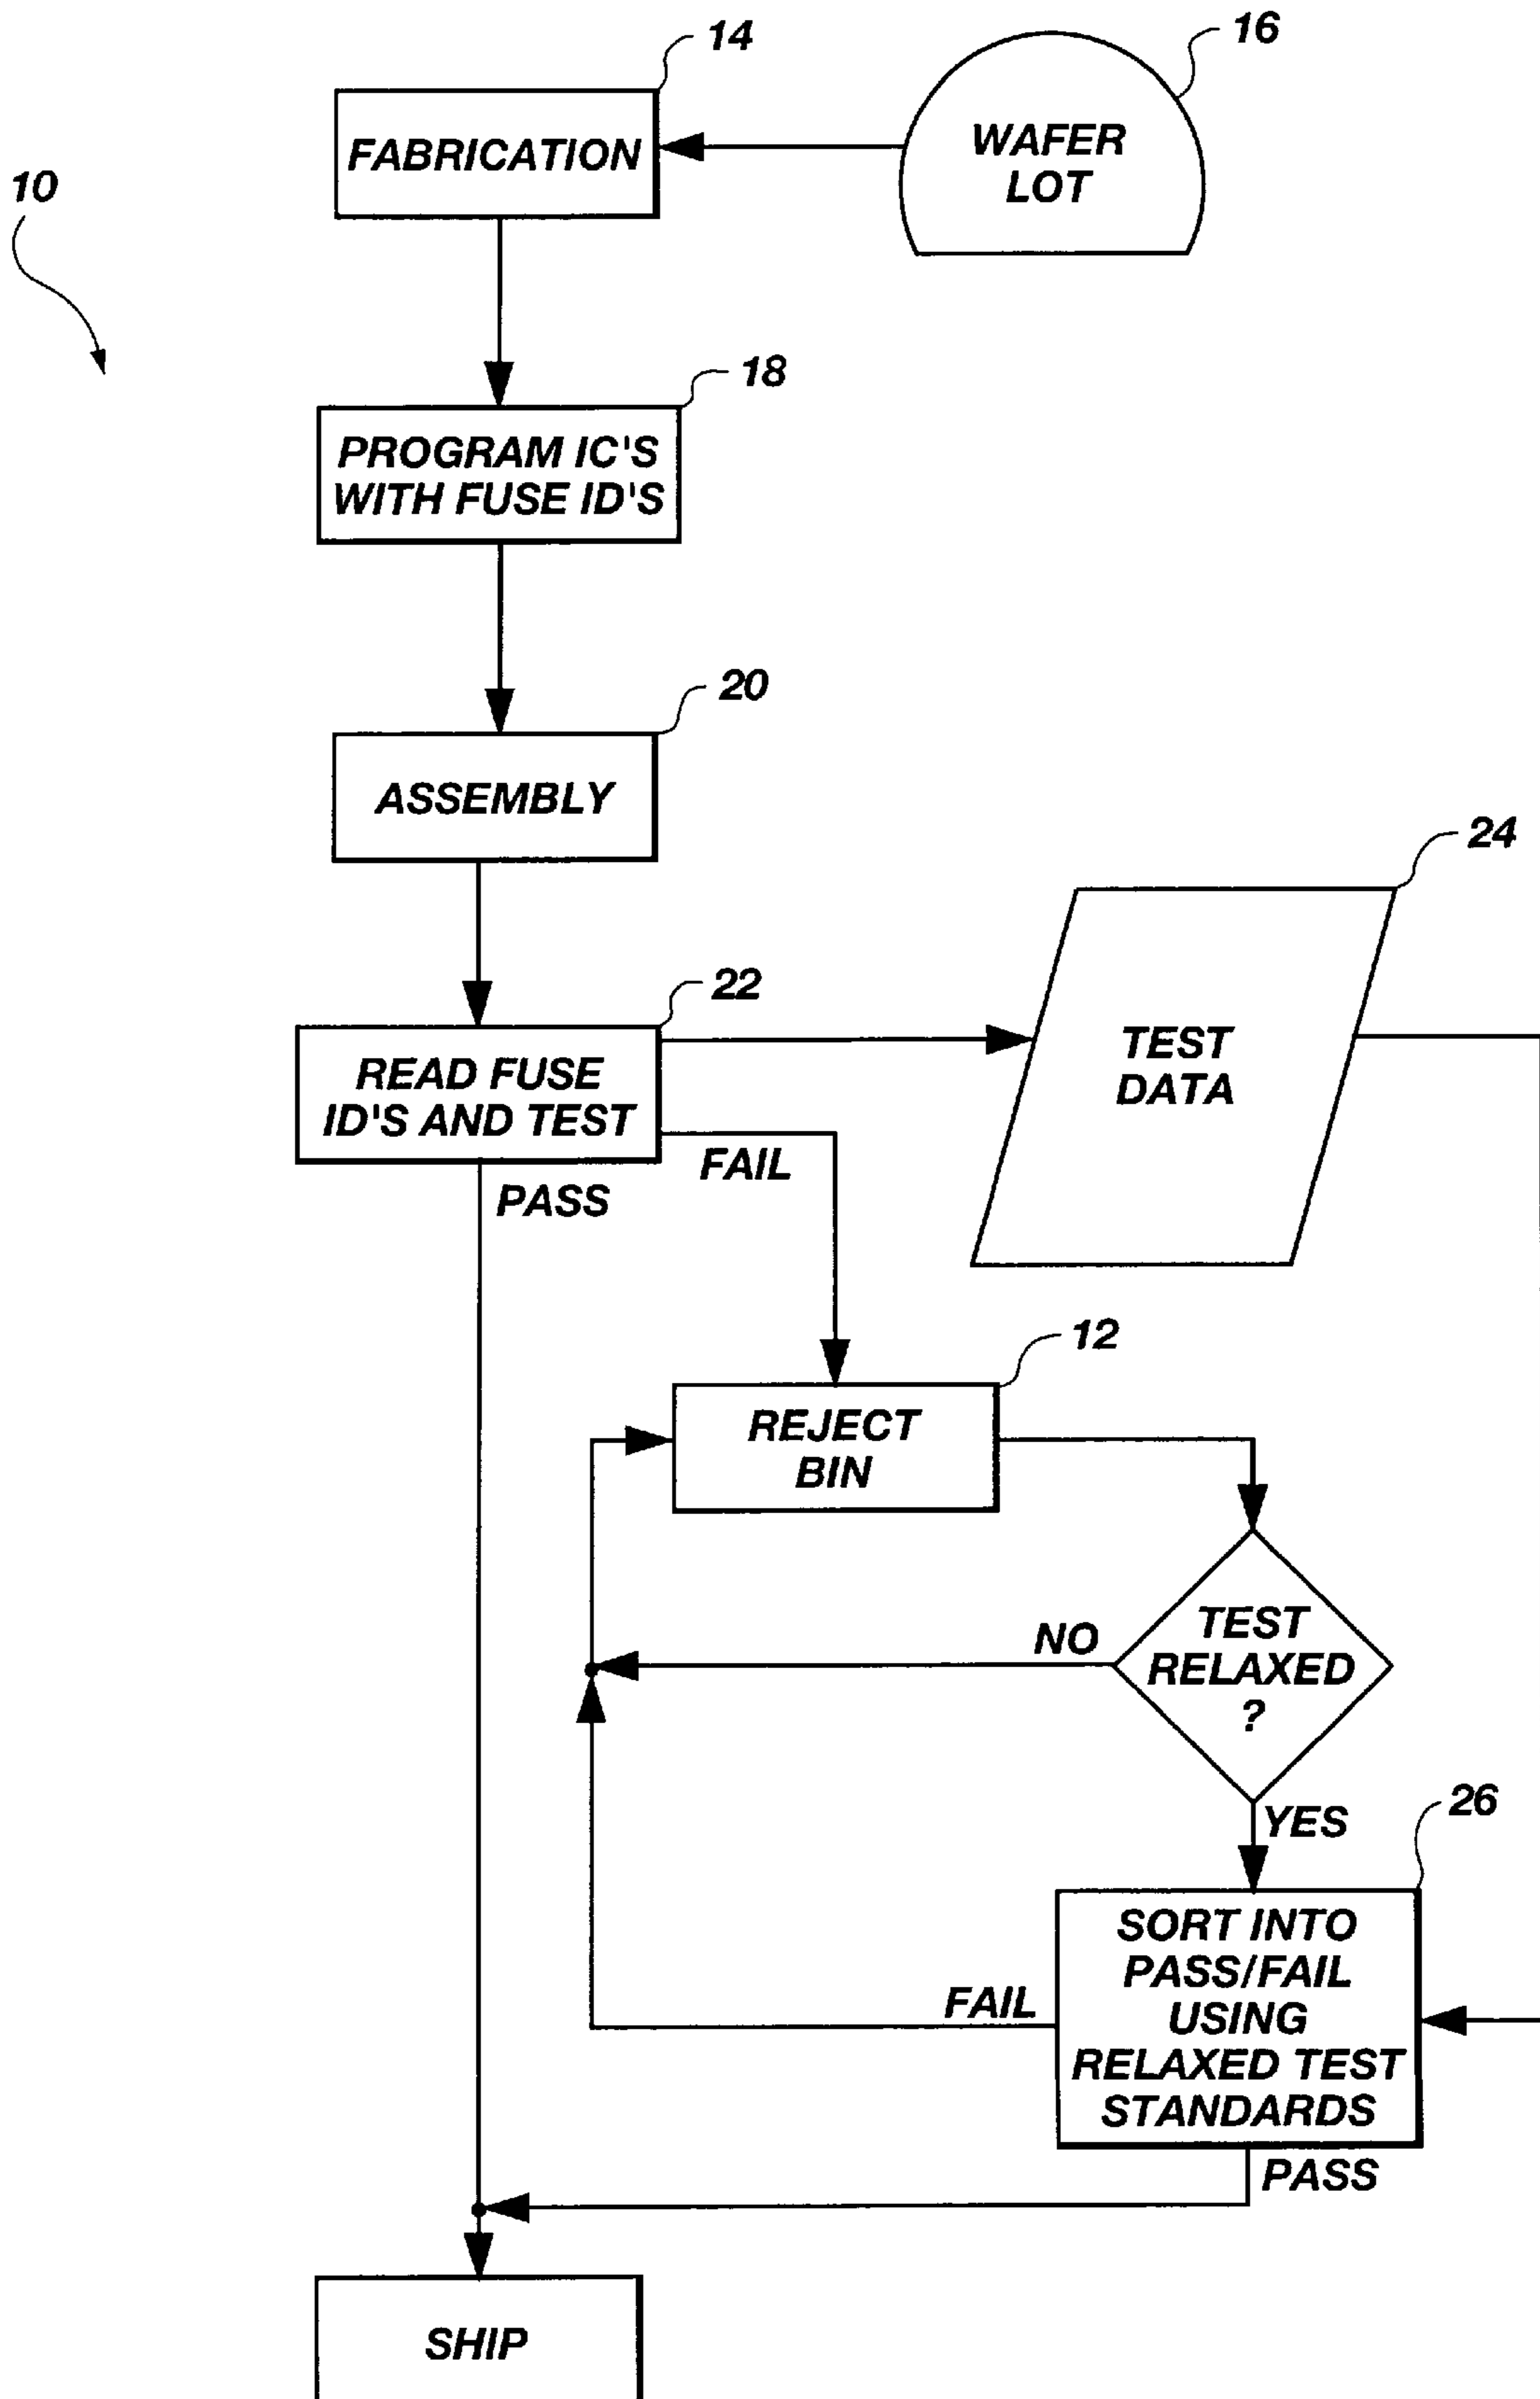 14
16
FABRICATION
WAFER
LOT
10
18
PROGRAM IC'S
WITH FUSE ID'S
20
ASSEMBLY
24
22
READ FUSE
ID'S AND TEST
TEST
DATA
FAIL
PASS
12
REJECT
BIN
NO
TEST
RELAXED
?
YES
26
SORT INTO
PASS/FAIL
USING
RELAXED TEST
STANDARDS
FAIL
PASS
SHIP